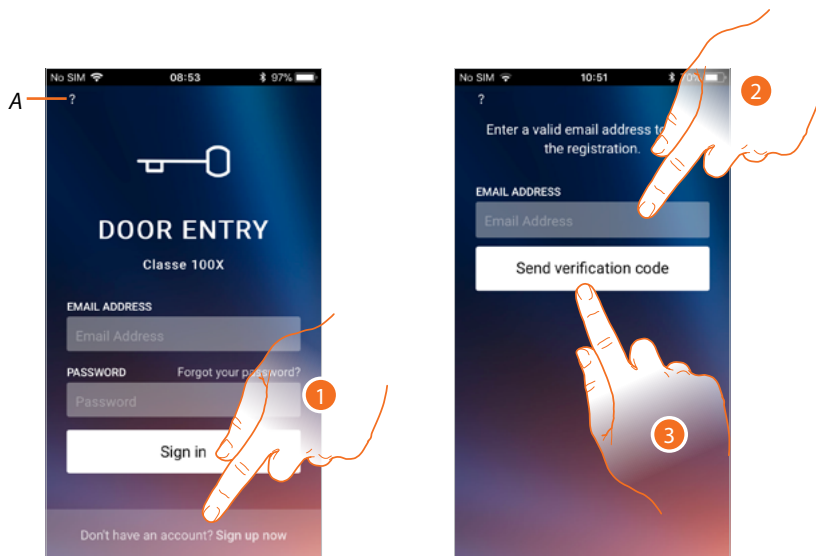 No SIM 08:53 97%
A
?
DOOR ENTRY
Classe 100X
EMAIL ADDRESS
Email Address
PASSWORD Forgot your password?
Password
1
Sign in
Don't have an account? Sign up now
No SIM 10:51 70%
2
?
Enter a valid email address to
the registration.
EMAIL ADDRESS
Email Address
Send verification code
3